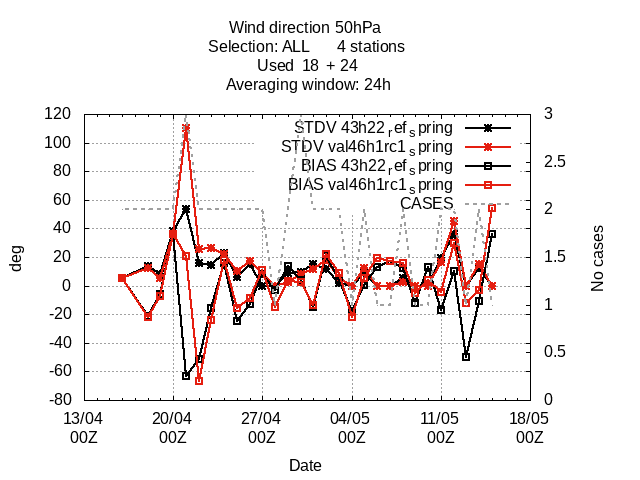 Wind direction 50hPa
Selection: ALL 4 stations
Used 18 + 24
Averaging window: 24h
STDV 43h22_ref_spring
STDV val46h1rc1_spring
BIAS 43h22_ref_spring
BIAS val46h1rc1_spring
CASES
120
100
80
60
40
20
0
-20
-40
-60
-80
deg
3
2.5
2
1.5
1
0.5
0
No cases
13/04 20/04 27/04 04/05 11/05 18/05
00Z 00Z 00Z 00Z 00Z 00Z
Date